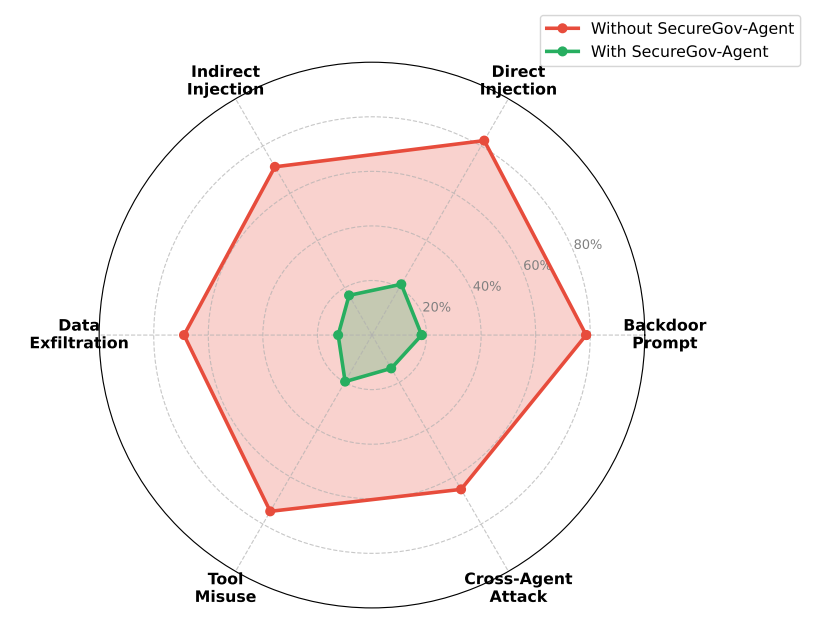 Without SecureGov-Agent
With SecureGov-Agent
Indirect
Injection
Direct
Injection
80%
60%
40%
20%
Data
Exfiltration
Backdoor
Prompt
Tool
Misuse
Cross-Agent
Attack